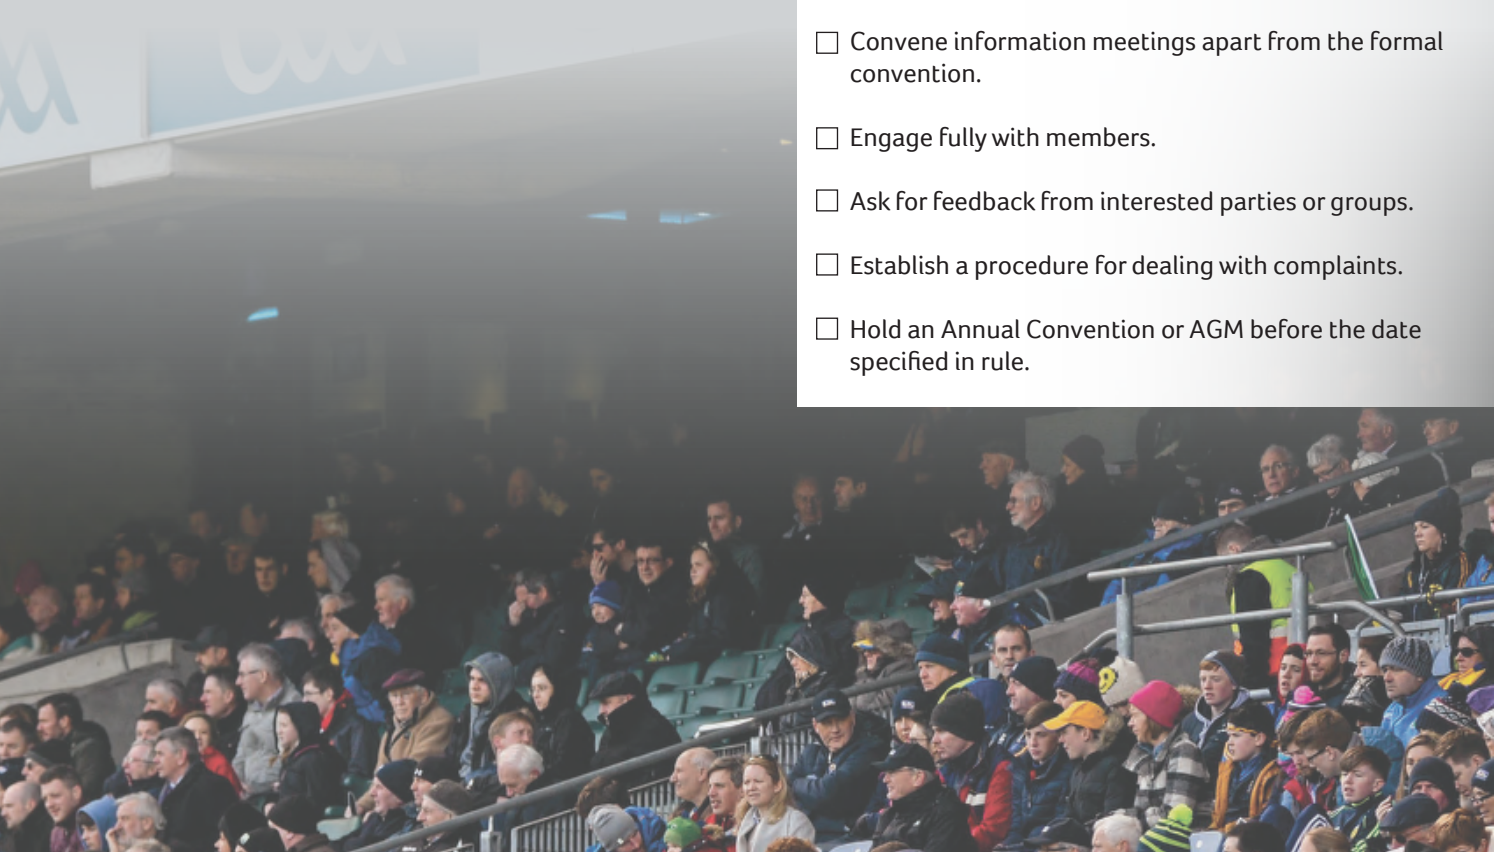 ☐ Convene information meetings apart from the formal
convention.
☐ Engage fully with members.
☐ Ask for feedback from interested parties or groups.
☐ Establish a procedure for dealing with complaints.
☐ Hold an Annual Convention or AGM before the date
specified in rule.